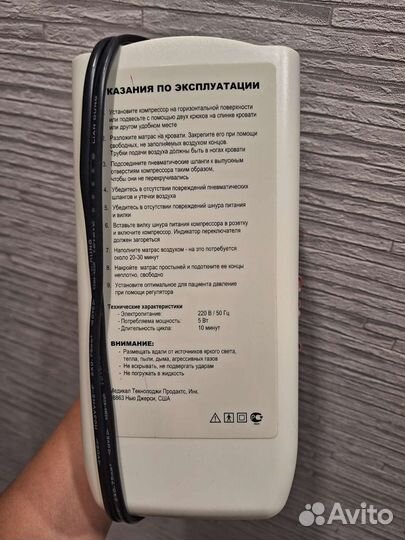 КАЗАНИЯ ПО ЭКСПЛУАТАЦИИ
Установите компрессор на горизонтальной поверхности
или подвесьте с помощью двух крюков на спинке кровати
или другом удобном месте
2. Разложите матрас на кровати. Закрепите его при помощи
свободных, не заполняемых воздухом концов.
Трубки подачи воздуха должны быть в ногах кровати
3. Подсоедините пневматические шланги к выпускным
отверстиям компрессора таким образом,
чтобы они не перекручивались
4. Убедитесь в отсутствии повреждений пневматических
шлангов и утечки воздуха
5. Убедитесь в отсутствии повреждений шнура питания
и вилки
6. Вставьте вилку шнура питания компрессора в розетку
и включите компрессор. Индикатор переключателя
должен загореться
7. Наполните матрас воздухом - на это потребуется
около 20-30 минут
8. Накройте матрас простыней и подоткните ее концы
неплотно, свободно
9. Установите оптимальное для пациента давление
при помощи регулятора
Технические характеристики
- Электропитание: 220 В / 50 Гц
- Потребляемая мощность: 5 Вт
- Длительность цикла: 10 минут
ВНИМАНИЕ:
- Размещать вдали от источников яркого света,
тепла, пыли, дыма, агрессивных газов
- Не вскрывать, не подвергать ударам
- Не погружать в жидкость
Медикал Текнолоджи Продактс, Инк.
08863 Нью Джерси, США
Avito